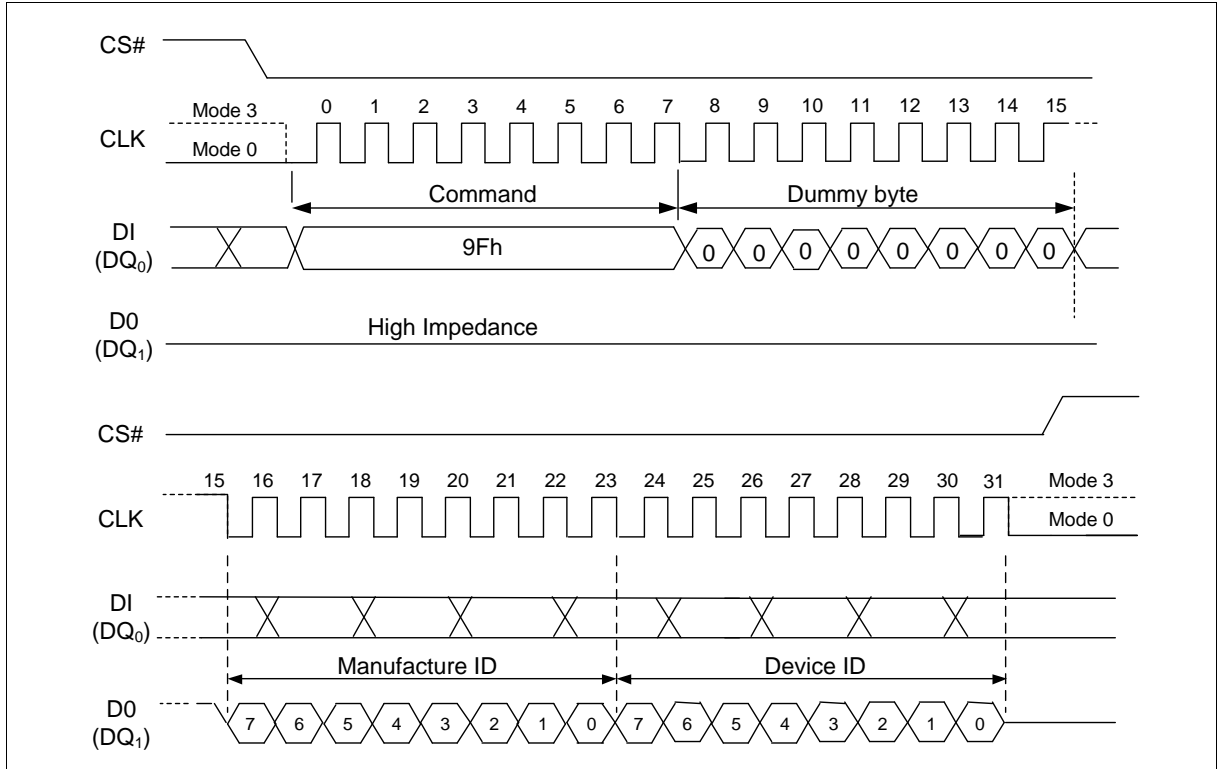 CS#
Mode 3 0 1 2 3 4 5 6 7 8 9 10 11 12 13 14 15
CLK
Mode 0
Command Dummy byte
DI
(DQ0) 9Fh 0 0 0 0 0 0 0 0
D0
(DQ1) High Impedance
CS#
15 16 17 18 19 20 21 22 23 24 25 26 27 28 29 30 31 Mode 3
CLK Mode 0
DI
(DQ0)
Manufacture ID Device ID
D0
(DQ1) 7 6 5 4 3 2 1 0 7 6 5 4 3 2 1 0